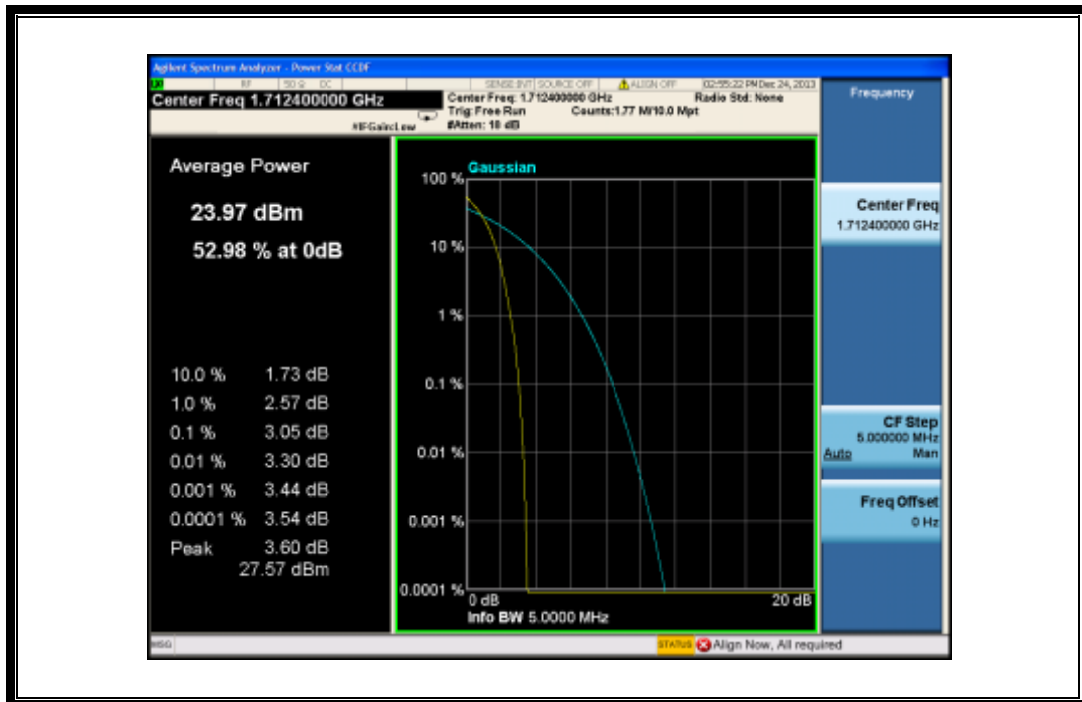 Agilent Spectrum Analyzer - Power Stat CCDF
RF 50 Ω DC SENSE:INT SOURCE OFF ALIGN OFF 02:55:22 PM Dec 24, 2013
Center Freq 1.712400000 GHz
Center Freq: 1.712400000 GHz Radio Std: None
Trig: Free Run Counts:1.77 M/10.0 Mpt
#IFGain:Low #Atten: 18 dB
Frequency
Average Power
23.97 dBm
52.98 % at 0dB
10.0 % 1.73 dB
1.0 % 2.57 dB
0.1 % 3.05 dB
0.01 % 3.30 dB
0.001 % 3.44 dB
0.0001 % 3.54 dB
Peak 3.60 dB
27.57 dBm
Gaussian
100 %
10 %
1 %
0.1 %
0.01 %
0.001 %
0.0001 %
0 dB 20 dB
Info BW 5.0000 MHz
Center Freq
1.712400000 GHz
CF Step
5.000000 MHz
Auto Man
Freq Offset
0 Hz
MSG STATUS Align Now, All required